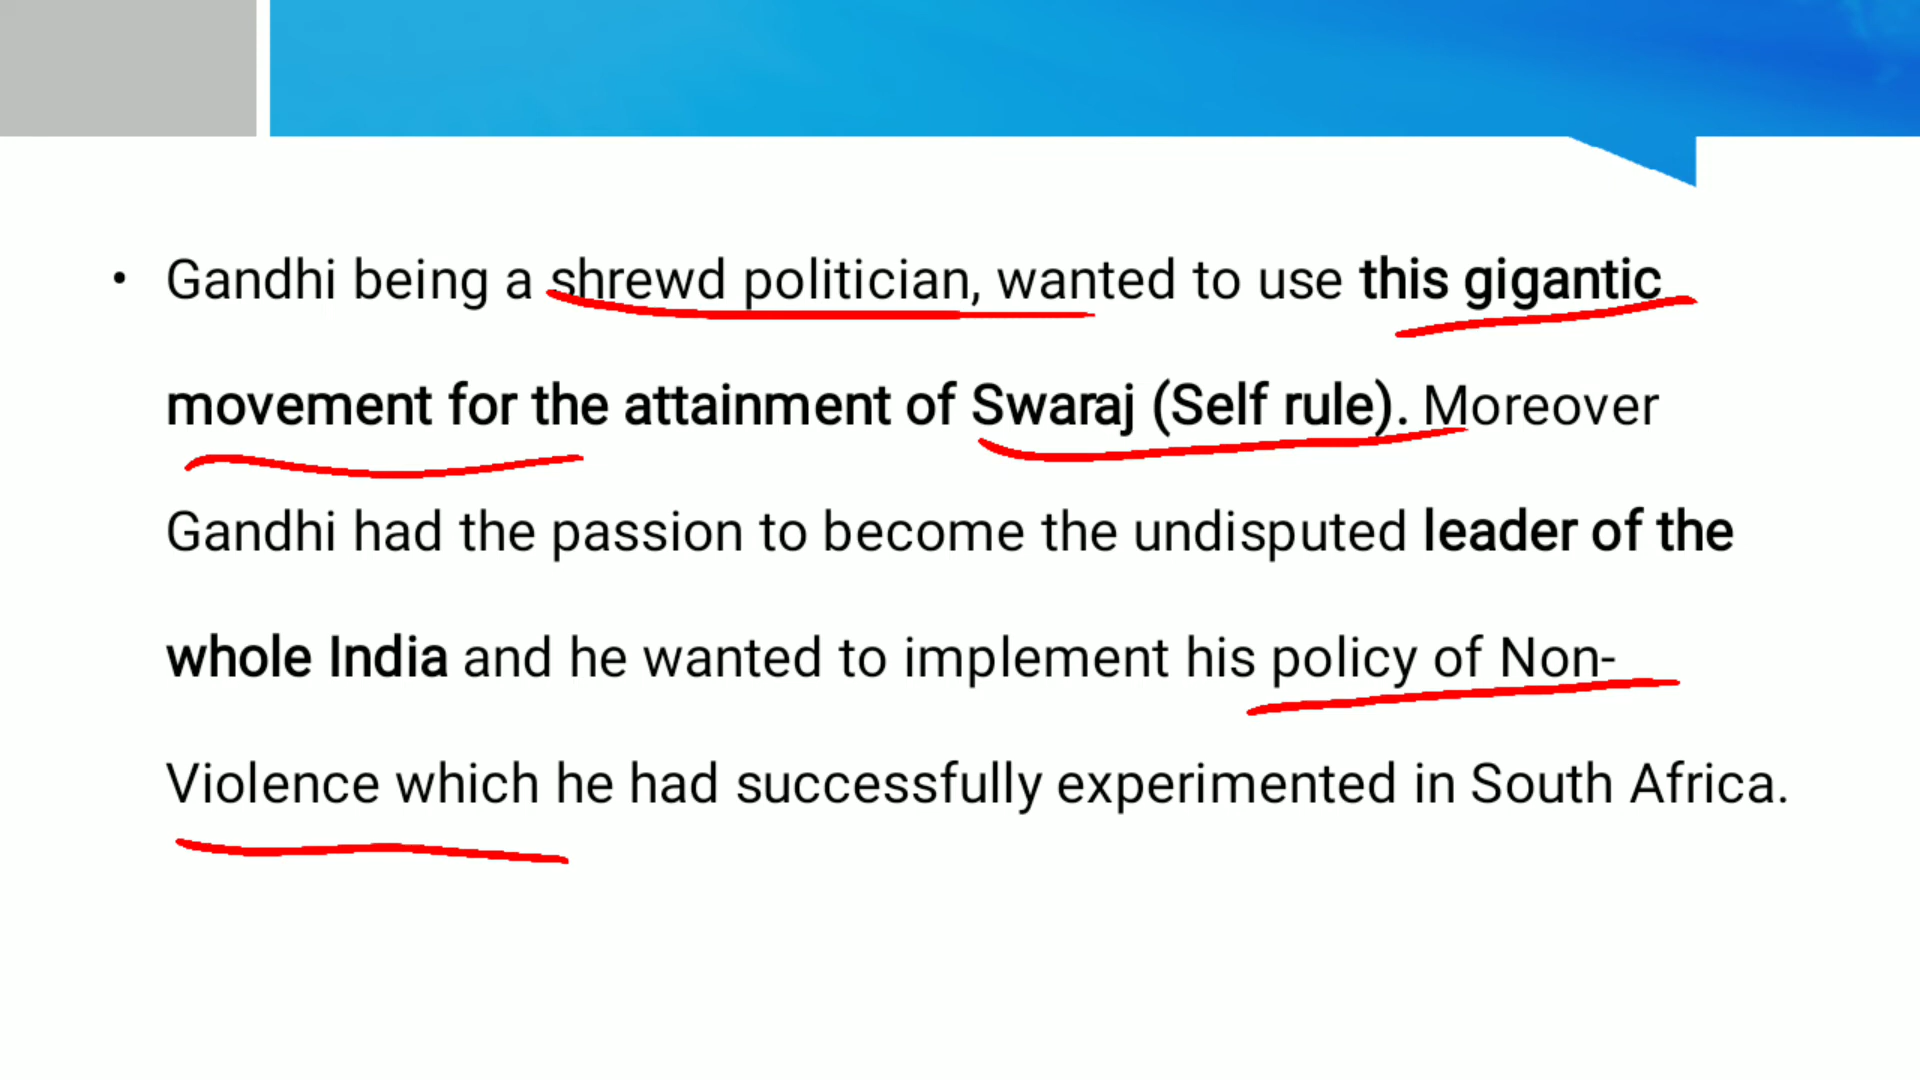 • Gandhi being a shrewd politician, wanted to use this gigantic
movement for the attainment of Swaraj (Self rule). Moreover
Gandhi had the passion to become the undisputed leader of the
whole India and he wanted to implement his policy of Non-
Violence which he had successfully experimented in South Africa.